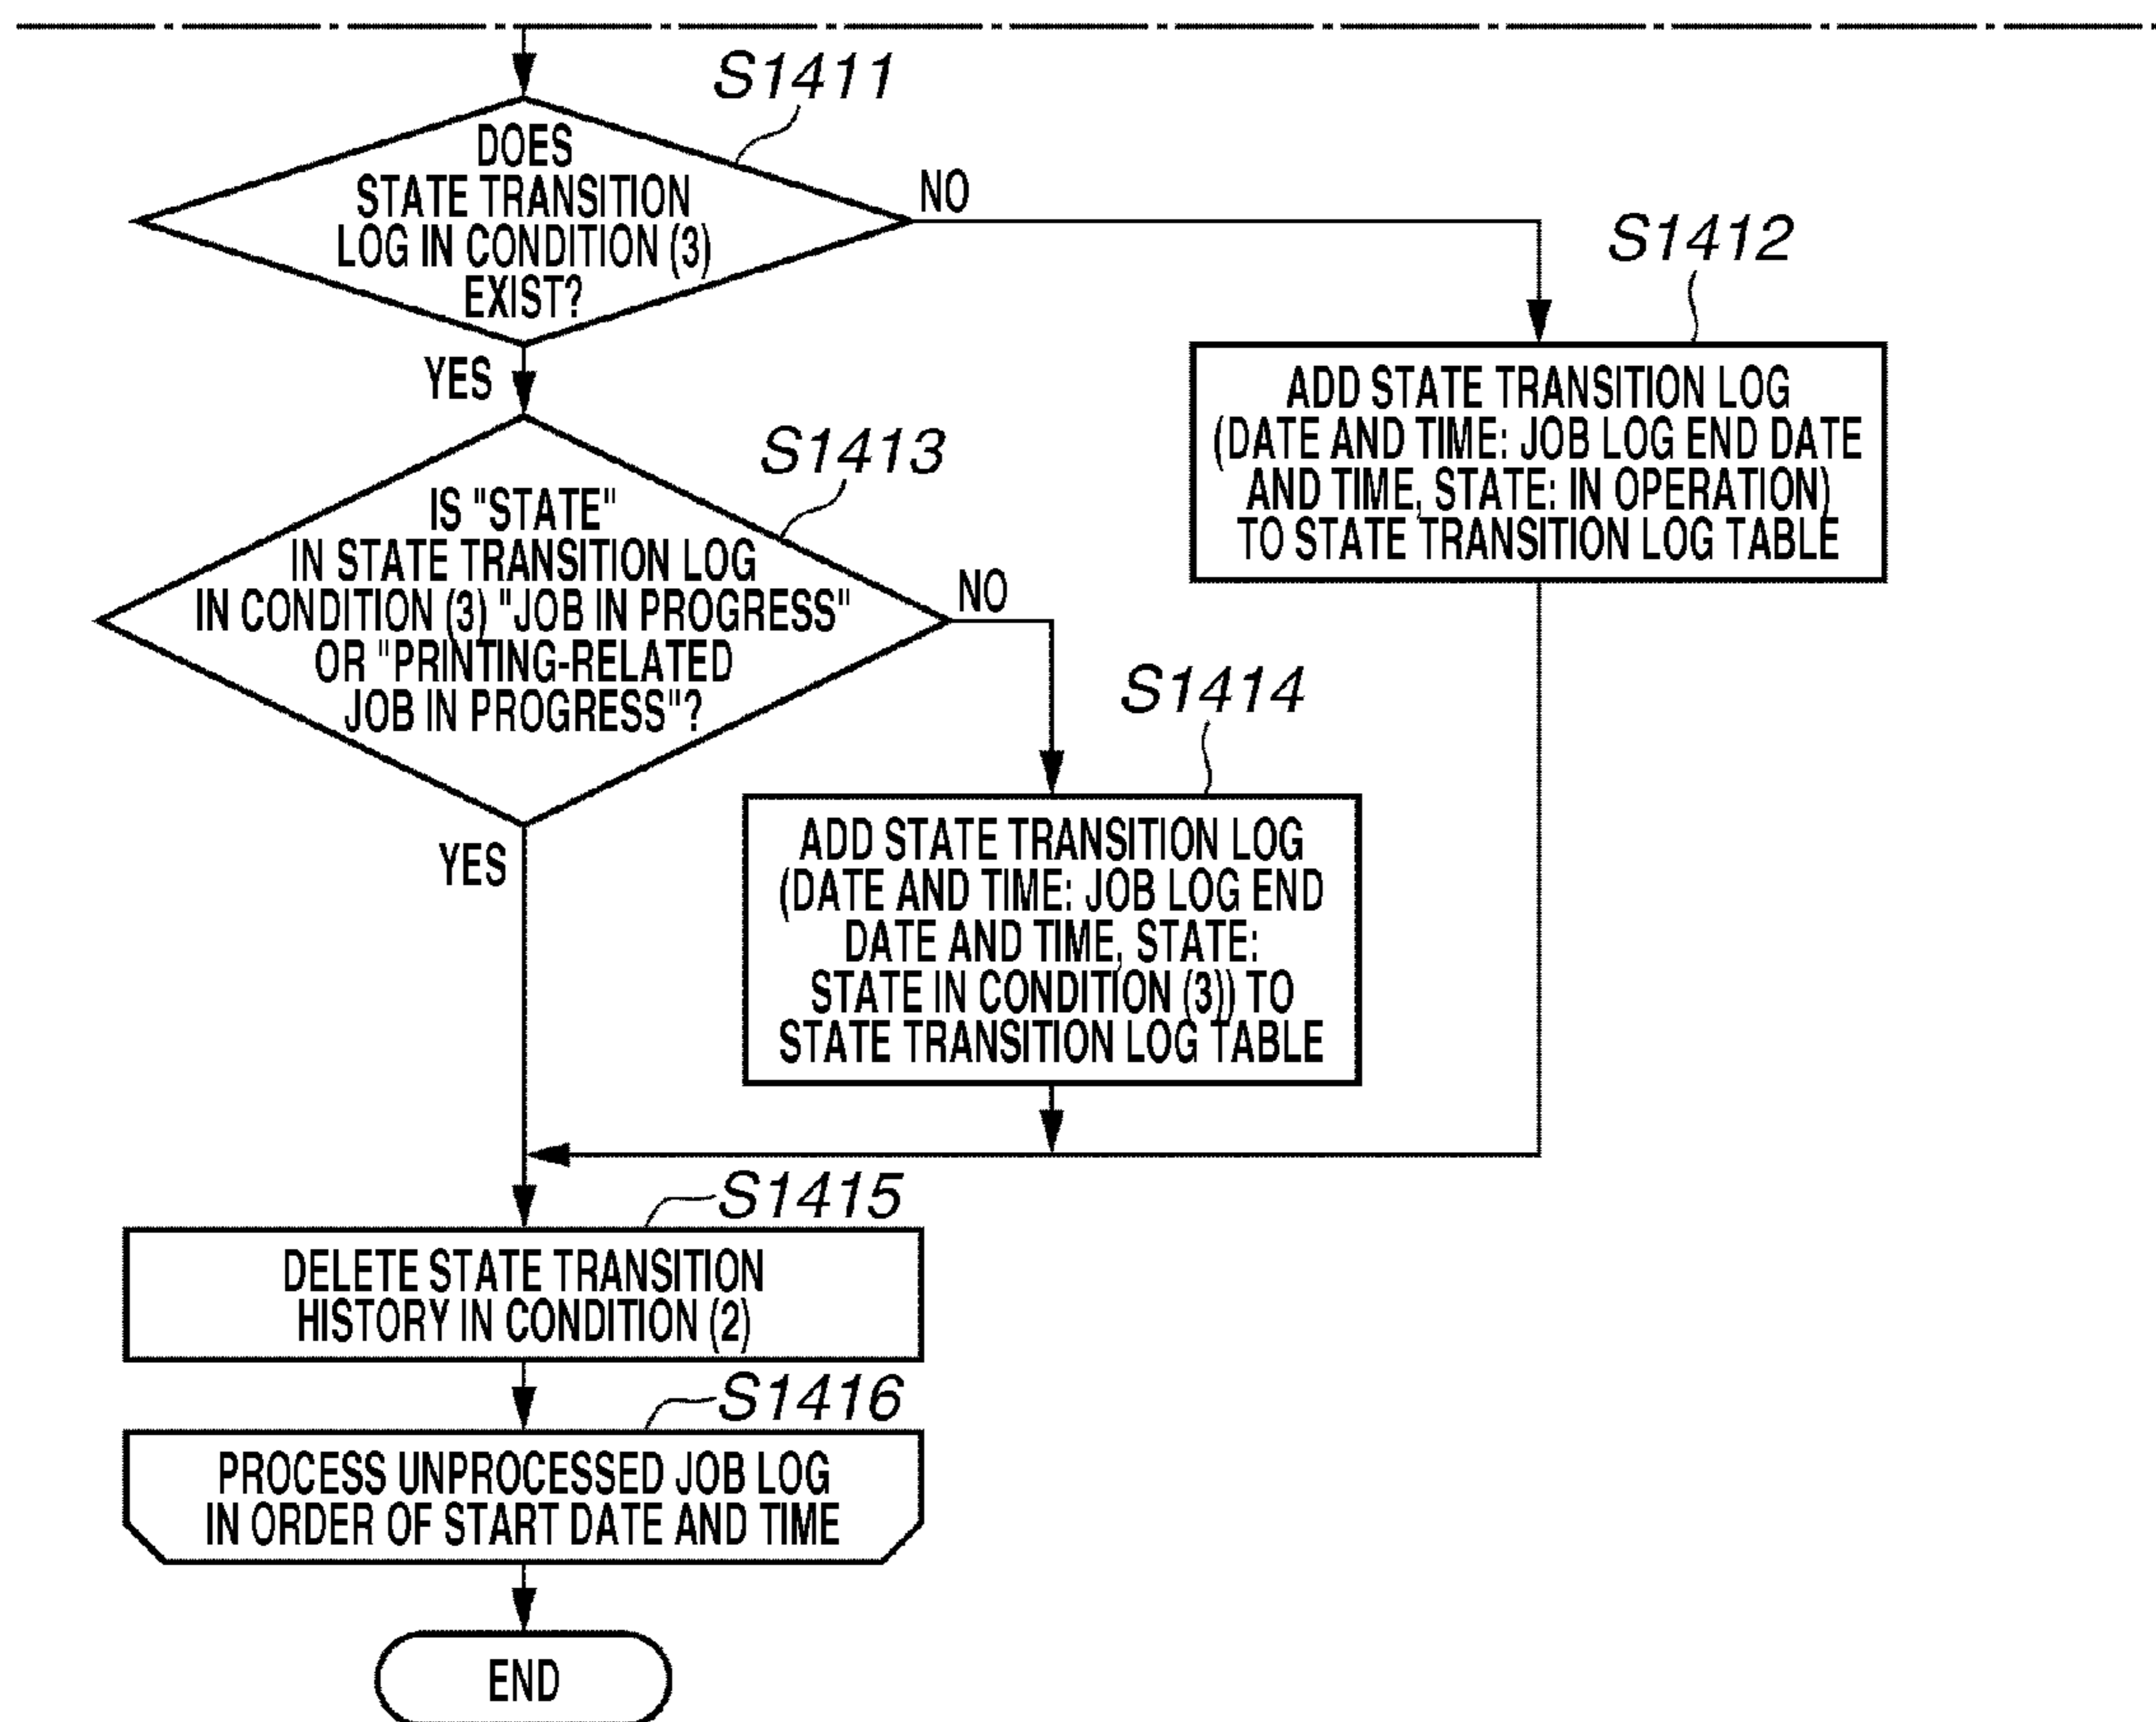 S1411
DOES
STATE TRANSITION
LOG IN CONDITION (3)
EXIST?
NO
YES
S1412
ADD STATE TRANSITION LOG
(DATE AND TIME: JOB LOG END DATE
AND TIME, STATE: IN OPERATION)
TO STATE TRANSITION LOG TABLE
S1413
IS "STATE"
IN STATE TRANSITION LOG
IN CONDITION (3) "JOB IN PROGRESS"
OR "PRINTING-RELATED
JOB IN PROGRESS"?
NO
YES
S1414
ADD STATE TRANSITION LOG
(DATE AND TIME: JOB LOG END
DATE AND TIME, STATE:
STATE IN CONDITION (3)) TO
STATE TRANSITION LOG TABLE
S1415
DELETE STATE TRANSITION
HISTORY IN CONDITION (2)
S1416
PROCESS UNPROCESSED JOB LOG
IN ORDER OF START DATE AND TIME
END